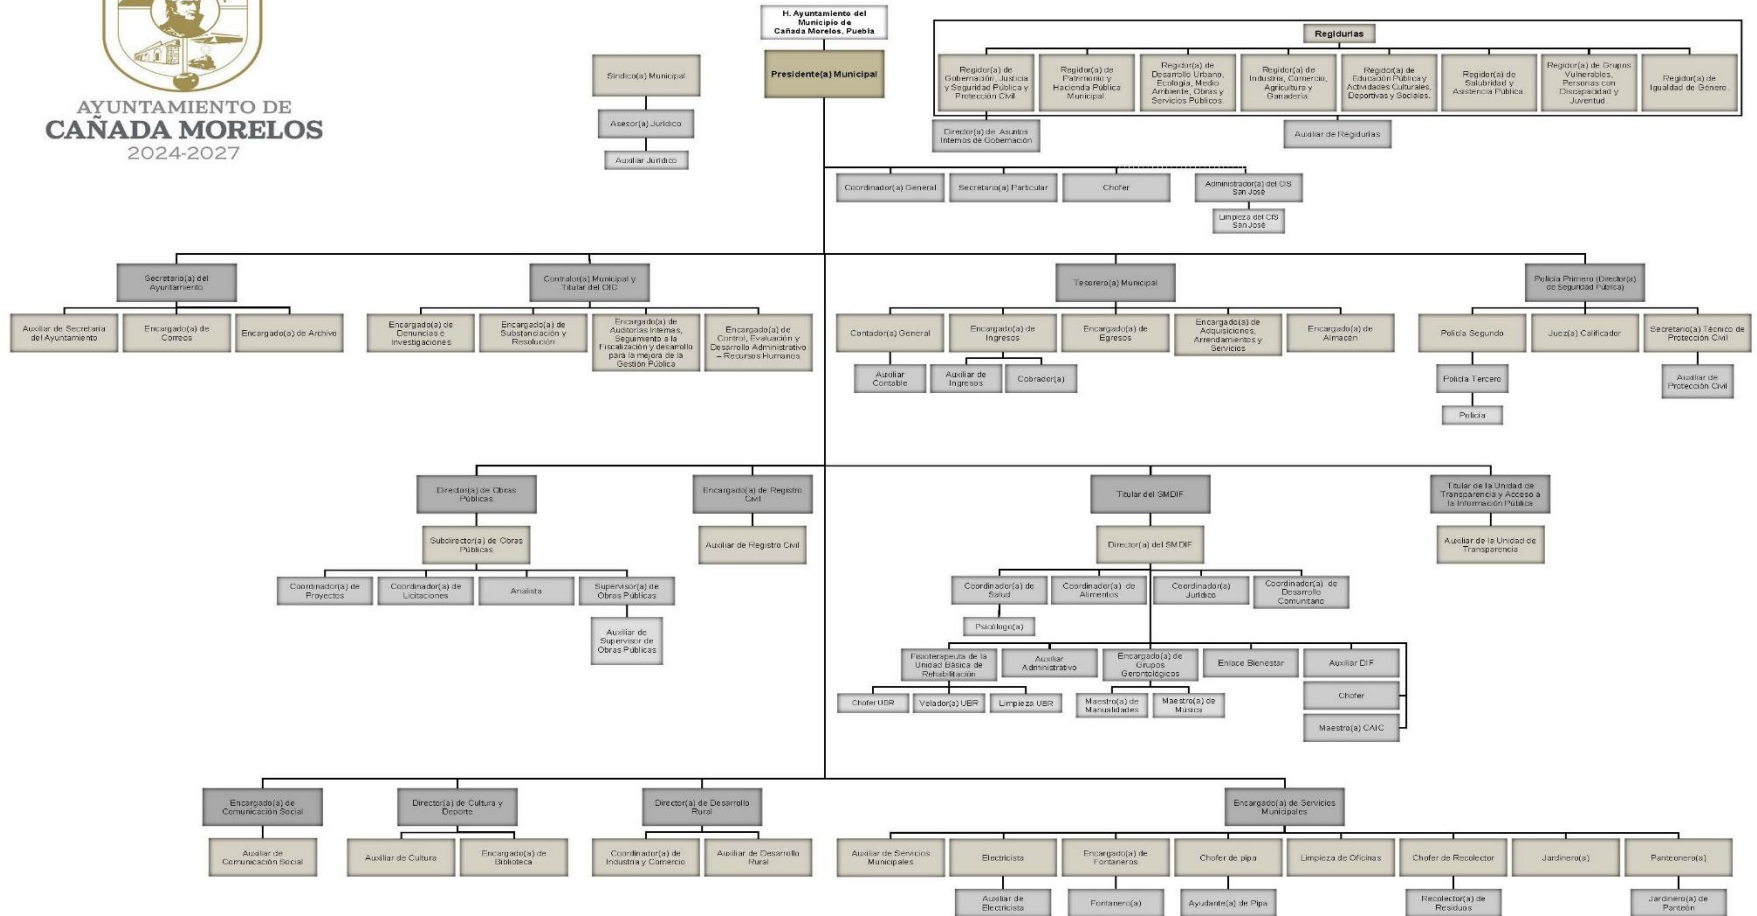 AYUNTAMIENTO DE
CAÑADA MORELOS
2024-2027
H. Ayuntamiento del
Municipio de
Cañada Morelos, Puebla
Presidente(a) Municipal
Síndico(a) Municipal
Asesor(a) Jurídico
Auxiliar Jurídico
Regidurías
Regidor(a) de
Gobernación, Justicia
y Seguridad Pública y
Protección Civil.
Regidor(a) de
Patrimonio y
Hacienda Pública
Municipal.
Regidor(a) de
Desarrollo Urbano,
Ecología, Medio
Ambiente, Obras y
Servicios Públicos.
Regidor(a) de
Industria, Comercio,
Agricultura y
Ganadería.
Regidor(a) de
Educación Pública y
Actividades Culturales,
Deportivas y Sociales.
Regidor(a) de
Salubridad y
Asistencia Pública.
Regidor(a) de Grupos
Vulnerables,
Personas con
Discapacidad y
Juventud.
Regidor(a) de
Igualdad de Género.
Director(a) de Asuntos
Internos de Gobernación
Auxiliar de Regidurías
Coordinador(a) General
Secretario(a) Particular
Chofer
Administrador(a) del CIS
San José
Limpieza del CIS
San José
Secretario(a) del
Ayuntamiento
Contralor(a) Municipal y
Titular del OIC
Tesorero(a) Municipal
Policía Primero (Director(a)
de Seguridad Pública)
Auxiliar de Secretaría
del Ayuntamiento
Encargado(a) de
Correos
Encargado(a) de Archivo
Encargado(a) de
Denuncias e
Investigaciones
Encargado(a) de
Substanciación y
Resolución
Encargado(a) de
Auditorías Internas,
Seguimiento a la
Fiscalización y desarrollo
para la mejora de la
Gestión Pública
Encargado(a) de
Control, Evaluación y
Desarrollo Administrativo
– Recursos Humanos
Contador(a) General
Encargado(a) de
Ingresos
Encargado(a) de
Egresos
Encargado(a) de
Adquisiciones,
Arrendamientos y
Servicios
Encargado(a) de
Almacén
Policía Segundo
Juez(a) Calificador
Secretario(a) Técnico de
Protección Civil
Auxiliar
Contable
Auxiliar de
Ingresos
Cobrador(a)
Policía Tercero
Auxiliar de
Protección Civil
Policía
Director(a) de Obras
Públicas
Encargado(a) de Registro
Civil
Titular del SMDIF
Titular de la Unidad de
Transparencia y Acceso a
la Información Pública
Subdirector(a) de Obras
Públicas
Auxiliar de Registro Civil
Director(a) del SMDIF
Auxiliar de la Unidad de
Transparencia
Coordinador(a) de
Proyectos
Coordinador(a) de
Licitaciones
Analista
Supervisor(a) de
Obras Públicas
Auxiliar de
Supervisor de
Obras Públicas
Coordinador(a) de
Salud
Coordinador(a) de
Alimentos
Coordinador(a)
Jurídico
Coordinador(a) de
Desarrollo
Comunitario
Psicólogo(a)
Fisioterapeuta de la
Unidad Básica de
Rehabilitación
Auxiliar
Administrativo
Encargado(a) de
Grupos
Gerontológicos
Enlace Bienestar
Auxiliar DIF
Chofer UBR
Velador(a) UBR
Limpieza UBR
Maestro(a) de
Manualidades
Maestro(a) de
Música
Chofer
Maestro(a) CAIC
Encargado(a) de
Comunicación Social
Director(a) de Cultura y
Deporte
Director(a) de Desarrollo
Rural
Encargado(a) de Servicios
Municipales
Auxiliar de
Comunicación Social
Auxiliar de Cultura
Encargado(a) de
Biblioteca
Coordinador(a) de
Industria y Comercio
Auxiliar de Desarrollo
Rural
Auxiliar de Servicios
Municipales
Electricista
Encargado(a) de
Fontaneros
Chofer de pipa
Limpieza de Oficinas
Chofer de Recolector
Jardinero(a)
Panteonero(a)
Auxiliar de
Electricista
Fontanero(a)
Ayudante(a) de Pipa
Recolector(a) de
Residuos
Jardinero(a) de
Panteón